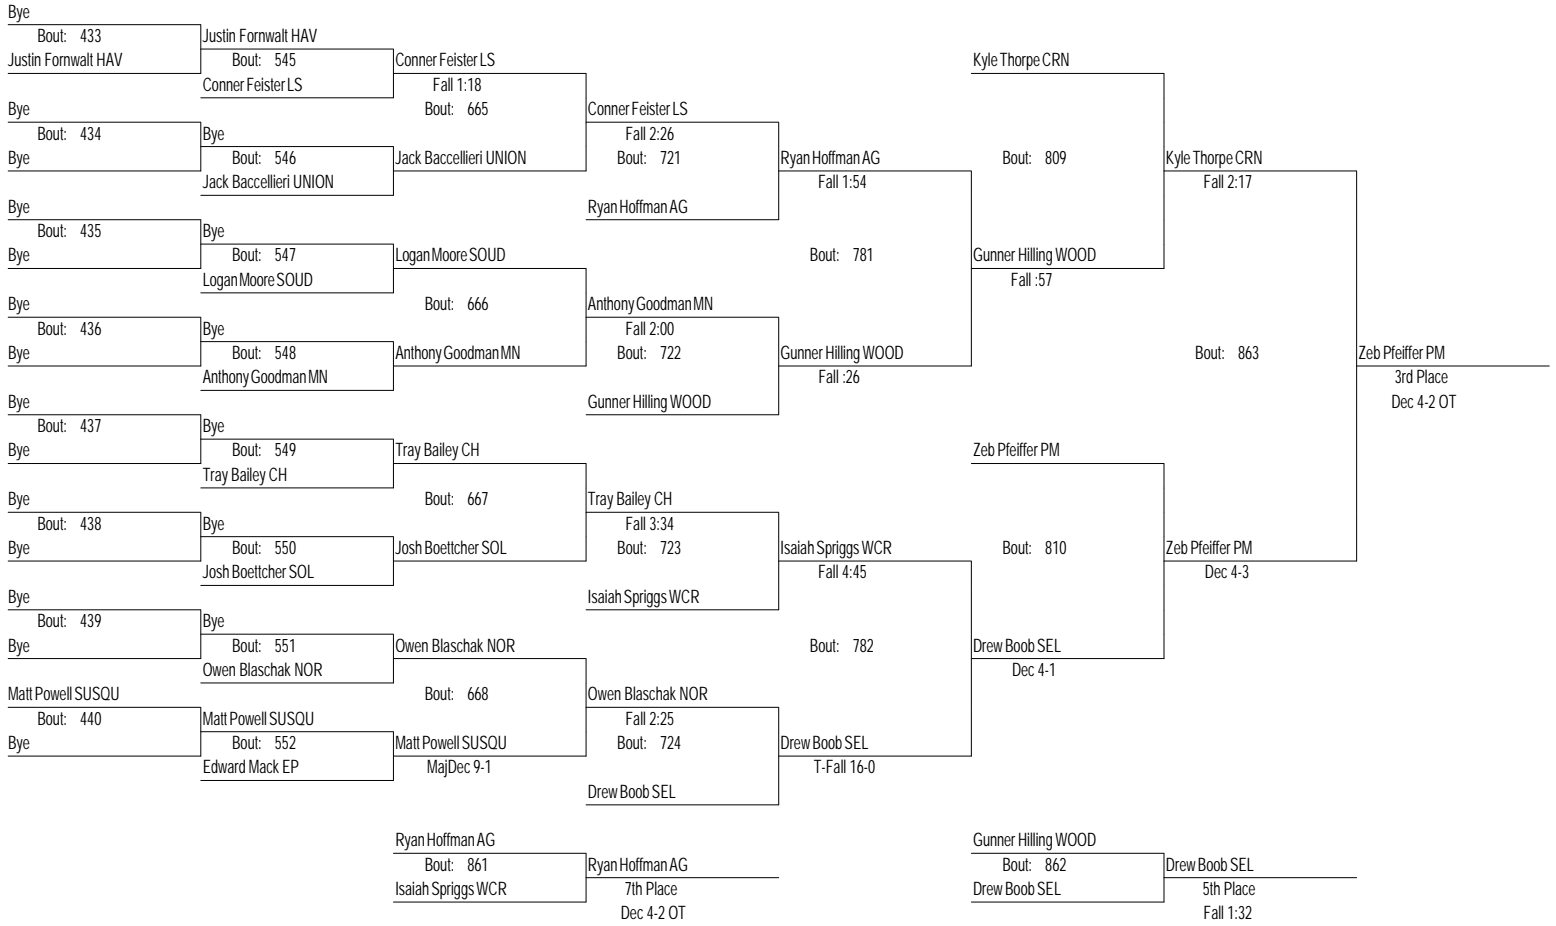 Bye
Bout: 433
Justin Fornwalt HAV
Bye
Bout: 434
Bye
Bye
Bout: 435
Bye
Bye
Bout: 436
Bye
Bye
Bout: 437
Bye
Bye
Bout: 438
Bye
Bye
Bout: 439
Bye
Matt Powell SUSQU
Bout: 440
Bye
Justin Fornwalt HAV
Bout: 545
Conner Feister LS
Bye
Bout: 546
Jack Baccellieri UNION
Bye
Bout: 547
Logan Moore SOUD
Bye
Bout: 548
Anthony Goodman MN
Bye
Bout: 549
Tray Bailey CH
Bye
Bout: 550
Josh Boettcher SOL
Bye
Bout: 551
Owen Blaschak NOR
Matt Powell SUSQU
Bout: 552
Edward Mack EP
Conner Feister LS
Fall 1:18
Bout: 665
Jack Baccellieri UNION
Logan Moore SOUD
Bout: 666
Anthony Goodman MN
Tray Bailey CH
Bout: 667
Josh Boettcher SOL
Owen Blaschak NOR
Bout: 668
Matt Powell SUSQU
MajDec 9-1
Conner Feister LS
Fall 2:26
Bout: 721
Ryan Hoffman AG
Anthony Goodman MN
Fall 2:00
Bout: 722
Gunner Hilling WOOD
Tray Bailey CH
Fall 3:34
Bout: 723
Isaiah Spriggs WCR
Owen Blaschak NOR
Fall 2:25
Bout: 724
Drew Boob SEL
Ryan Hoffman AG
Fall 1:54
Bout: 781
Gunner Hilling WOOD
Fall :26
Isaiah Spriggs WCR
Fall 4:45
Bout: 782
Drew Boob SEL
T-Fall 16-0
Kyle Thorpe CRN
Bout: 809
Gunner Hilling WOOD
Fall :57
Zeb Pfeiffer PM
Bout: 810
Drew Boob SEL
Dec 4-1
Kyle Thorpe CRN
Fall 2:17
Bout: 863
Zeb Pfeiffer PM
Dec 4-3
Zeb Pfeiffer PM
3rd Place
Dec 4-2 OT
Ryan Hoffman AG
Bout: 861
Isaiah Spriggs WCR
Ryan Hoffman AG
7th Place
Dec 4-2 OT
Gunner Hilling WOOD
Bout: 862
Drew Boob SEL
Drew Boob SEL
5th Place
Fall 1:32